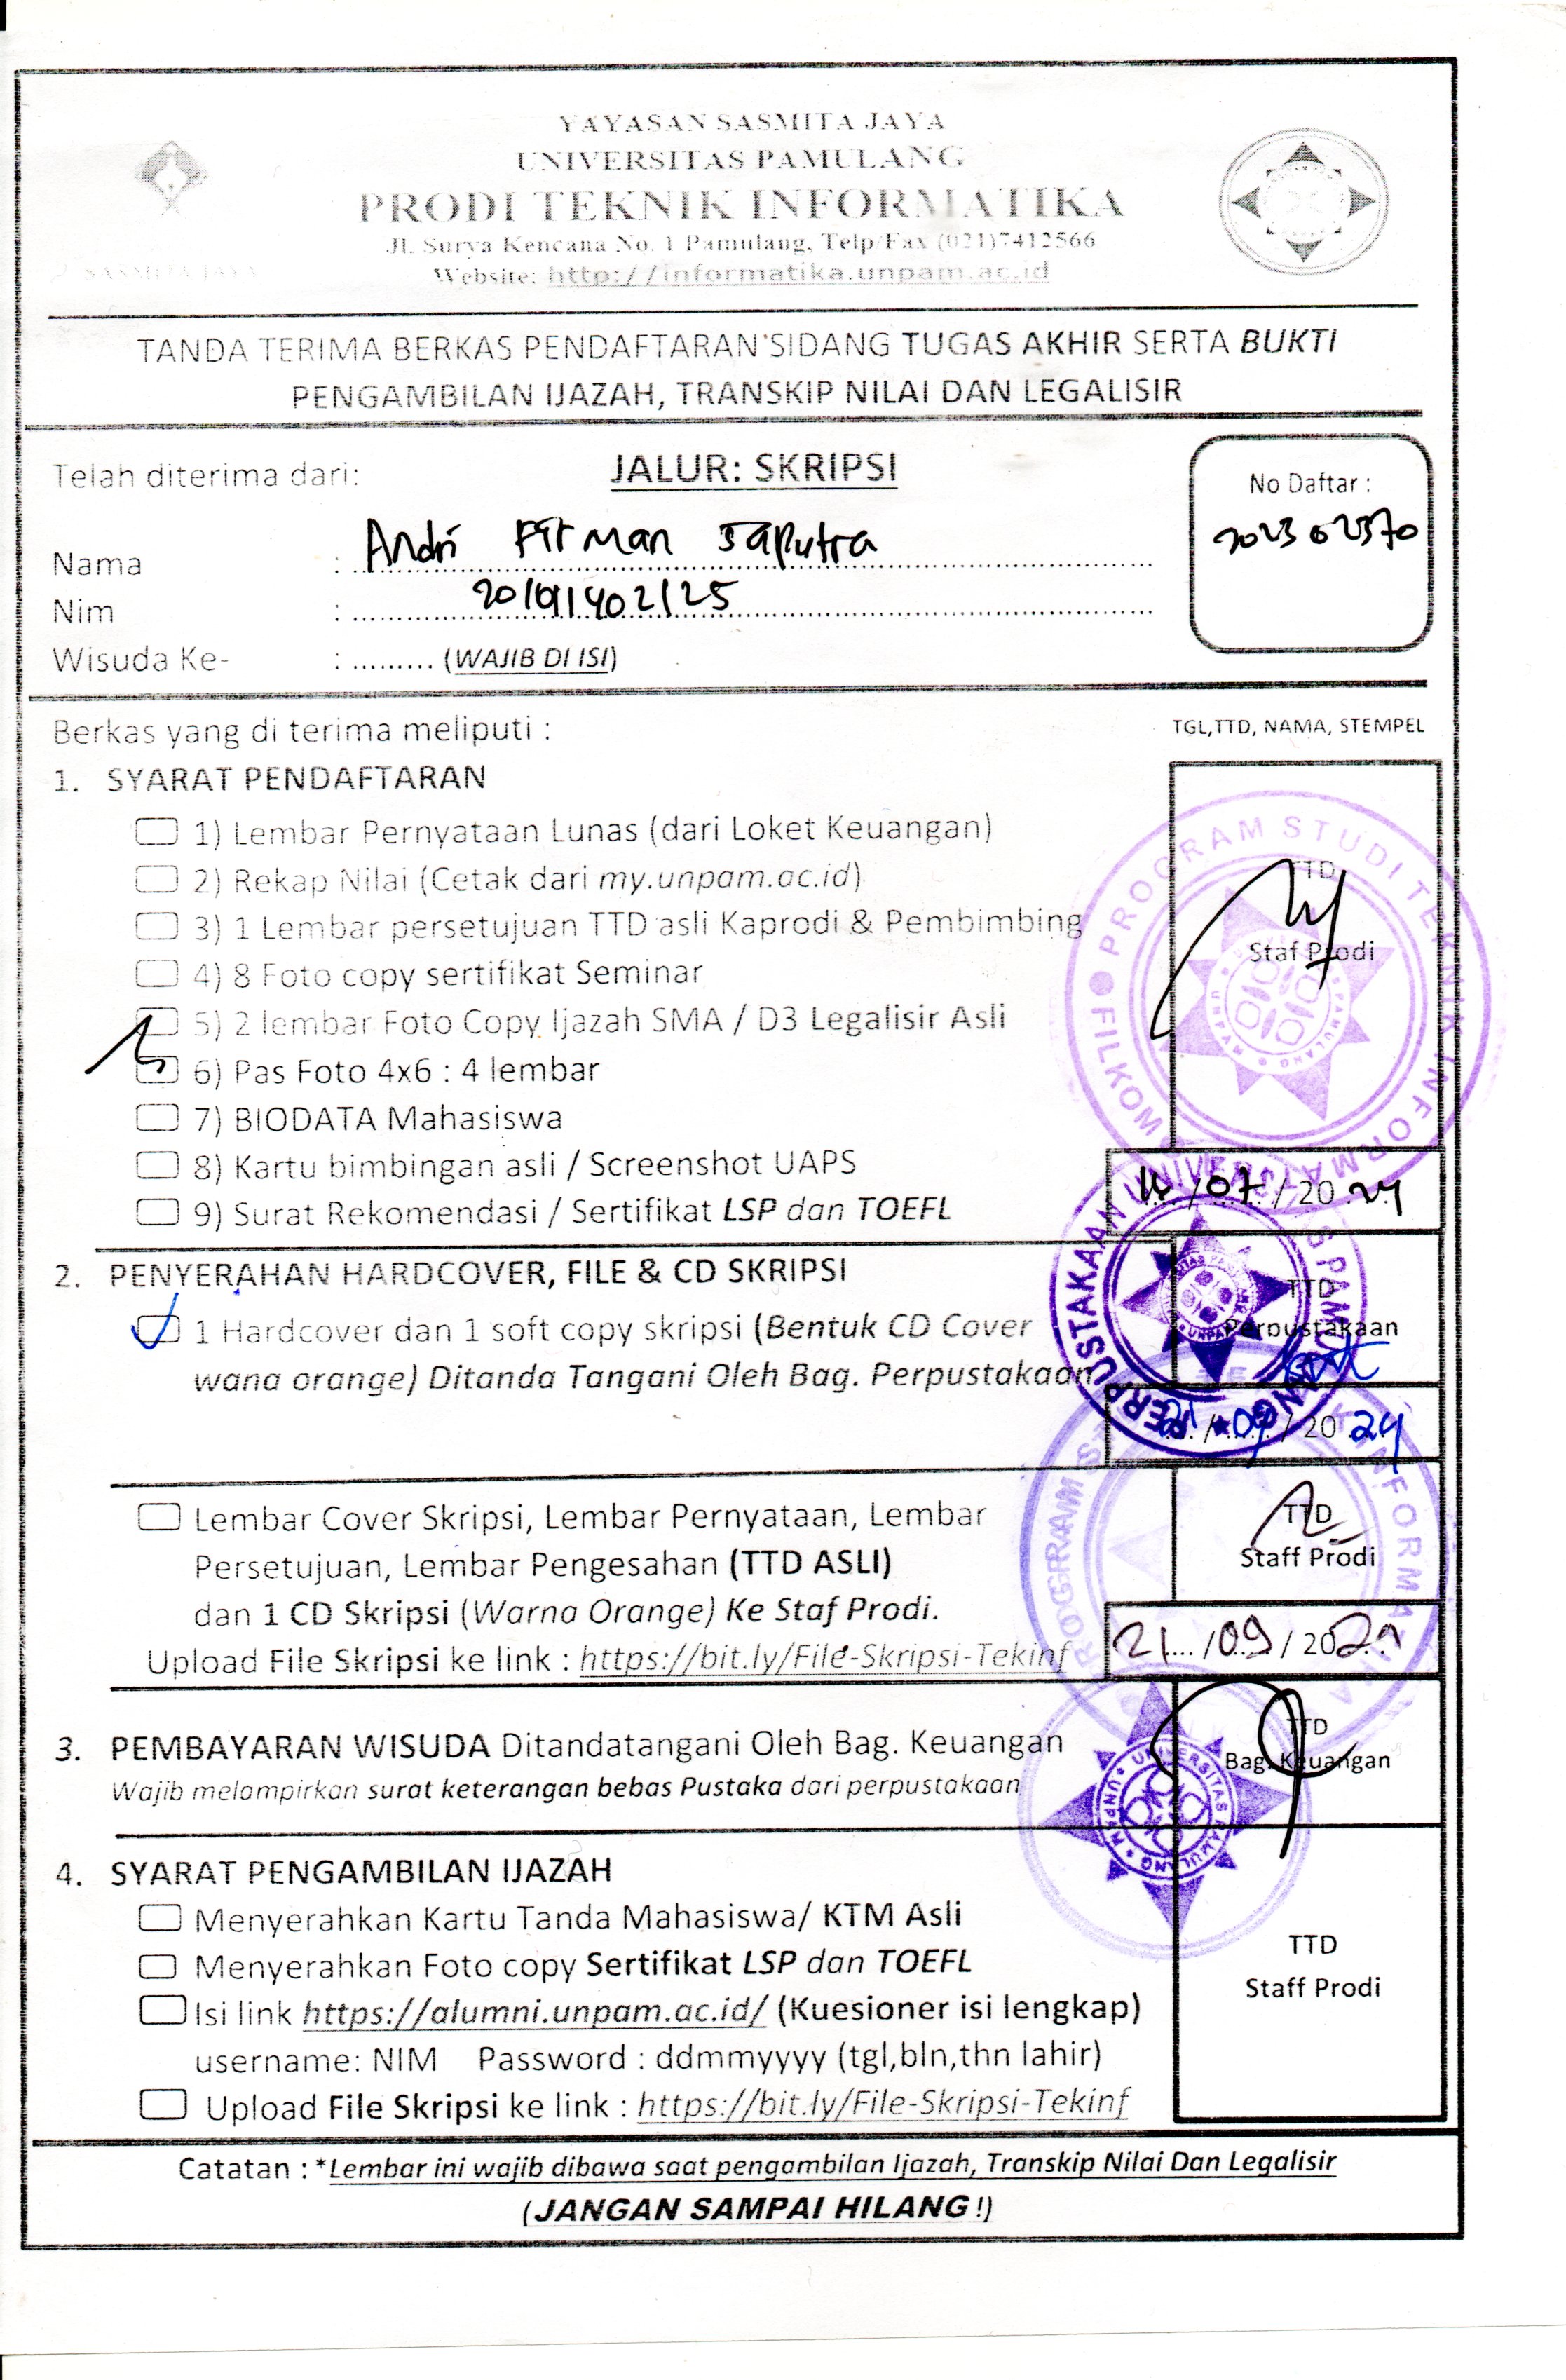 YAYASAN SASMITA JAYA
UNIVERSITAS PAMULANG
PRODI TEKNIK INFORMATIKA
Jl. Surya Kencana No. 1 Pamulang, Telp/Fax (021)7412566
Website: http://informatika.unpam.ac.id
SASMITA JAYA
TANDA TERIMA BERKAS PENDAFTARAN SIDANG TUGAS AKHIR SERTA BUKTI
PENGAMBILAN IJAZAH, TRANSKIP NILAI DAN LEGALISIR
Telah diterima dari: JALUR: SKRIPSI
No Daftar :
Nama : Andri Firman Saputra
Nim :
Wisuda Ke- : ......... (WAJIB DI ISI)
Berkas yang di terima meliputi : TGL,TTD, NAMA, STEMPEL
1. SYARAT PENDAFTARAN
1) Lembar Pernyataan Lunas (dari Loket Keuangan)
2) Rekap Nilai (Cetak dari my.unpam.ac.id)
3) 1 Lembar persetujuan TTD asli Kaprodi & Pembimbing
4) 8 Foto copy sertifikat Seminar
5) 2 lembar Foto Copy Ijazah SMA / D3 Legalisir Asli
6) Pas Foto 4x6 : 4 lembar
7) BIODATA Mahasiswa
8) Kartu bimbingan asli / Screenshot UAPS
9) Surat Rekomendasi / Sertifikat LSP dan TOEFL
TTD
Staf Prodi
/ 07 / 20 24
PROGRAM STUDI TEKNIK INFORMATIKA
2. PENYERAHAN HARDCOVER, FILE & CD SKRIPSI
1 Hardcover dan 1 soft copy skripsi (Bentuk CD Cover
wana orange) Ditanda Tangani Oleh Bag. Perpustakaan
TTD
Perpustakaan
/ 09 / 20 24
PERPUSTAKAAN UNIVERSITAS PAMULANG
Lembar Cover Skripsi, Lembar Pernyataan, Lembar
Persetujuan, Lembar Pengesahan (TTD ASLI)
dan 1 CD Skripsi (Warna Orange) Ke Staf Prodi.
Upload File Skripsi ke link : https://bit.ly/File-Skripsi-Tekinf
TTD
Staff Prodi
21 / 09 / 20
3. PEMBAYARAN WISUDA Ditandatangani Oleh Bag. Keuangan
Wajib melampirkan surat keterangan bebas Pustaka dari perpustakaan
TTD
Bag. Keuangan
UNIVERSITAS PAMULANG
UNPAM
4. SYARAT PENGAMBILAN IJAZAH
Menyerahkan Kartu Tanda Mahasiswa/ KTM Asli
Menyerahkan Foto copy Sertifikat LSP dan TOEFL
Isi link https://alumni.unpam.ac.id/ (Kuesioner isi lengkap)
username: NIM Password : ddmmyyyy (tgl,bln,thn lahir)
Upload File Skripsi ke link : https://bit.ly/File-Skripsi-Tekinf
TTD
Staff Prodi
Catatan : *Lembar ini wajib dibawa saat pengambilan Ijazah, Transkip Nilai Dan Legalisir
(JANGAN SAMPAI HILANG!)